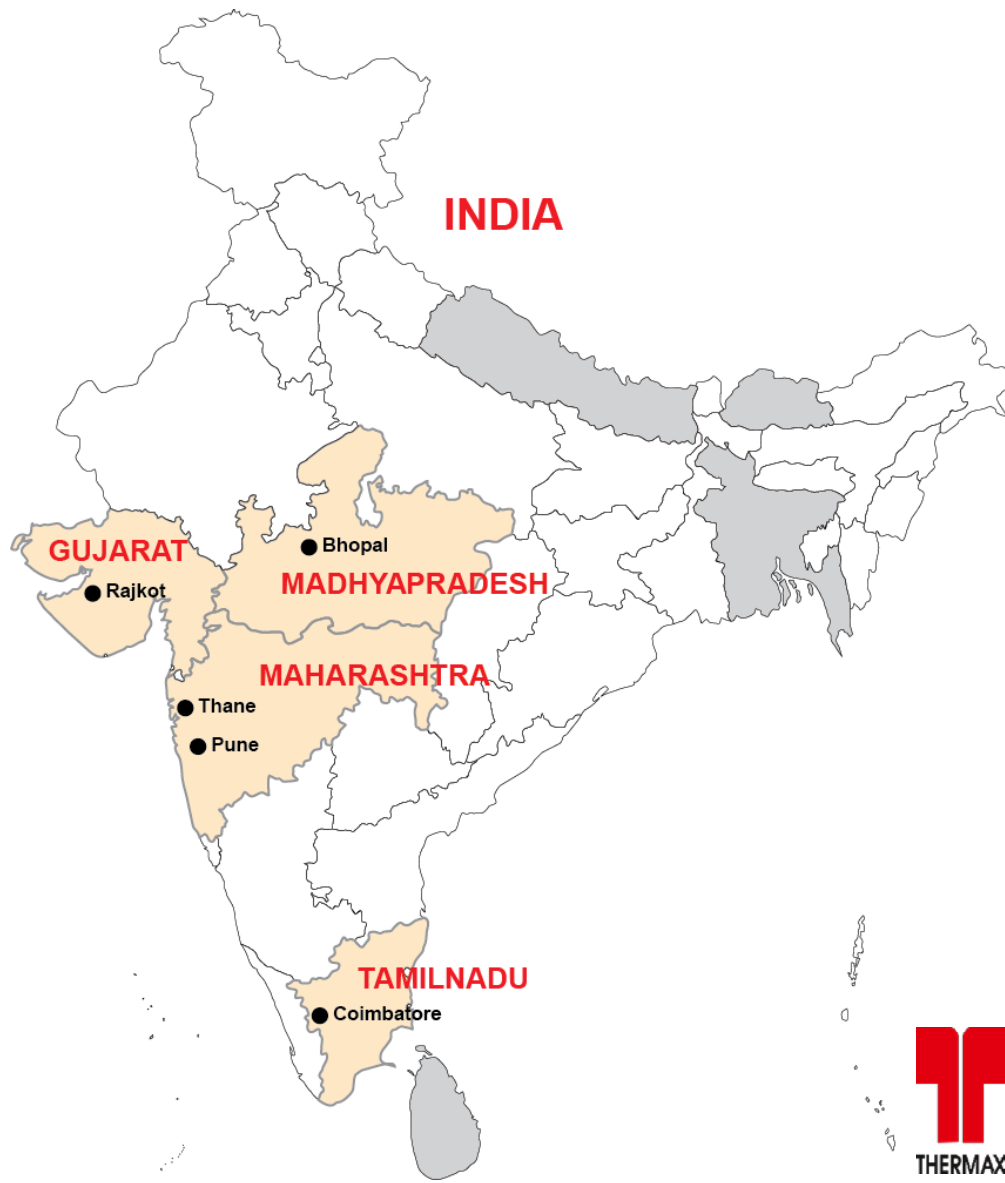 INDIA
Bhopal
GUJARAT
MADHYAPRADESH
Rajkot
MAHARASHTRA
Thane
Pune
TAMILNADU
Coimbatore
THERMAX